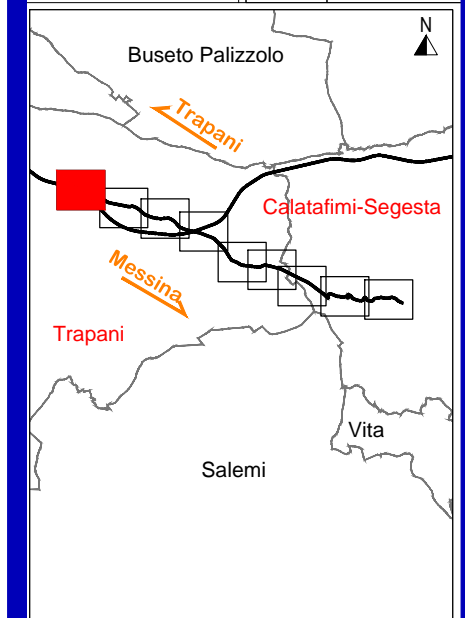 N
Buseto Palizzolo
Trapani
Calatafimi-Segesta
Messina
Trapani
Vita
Salemi